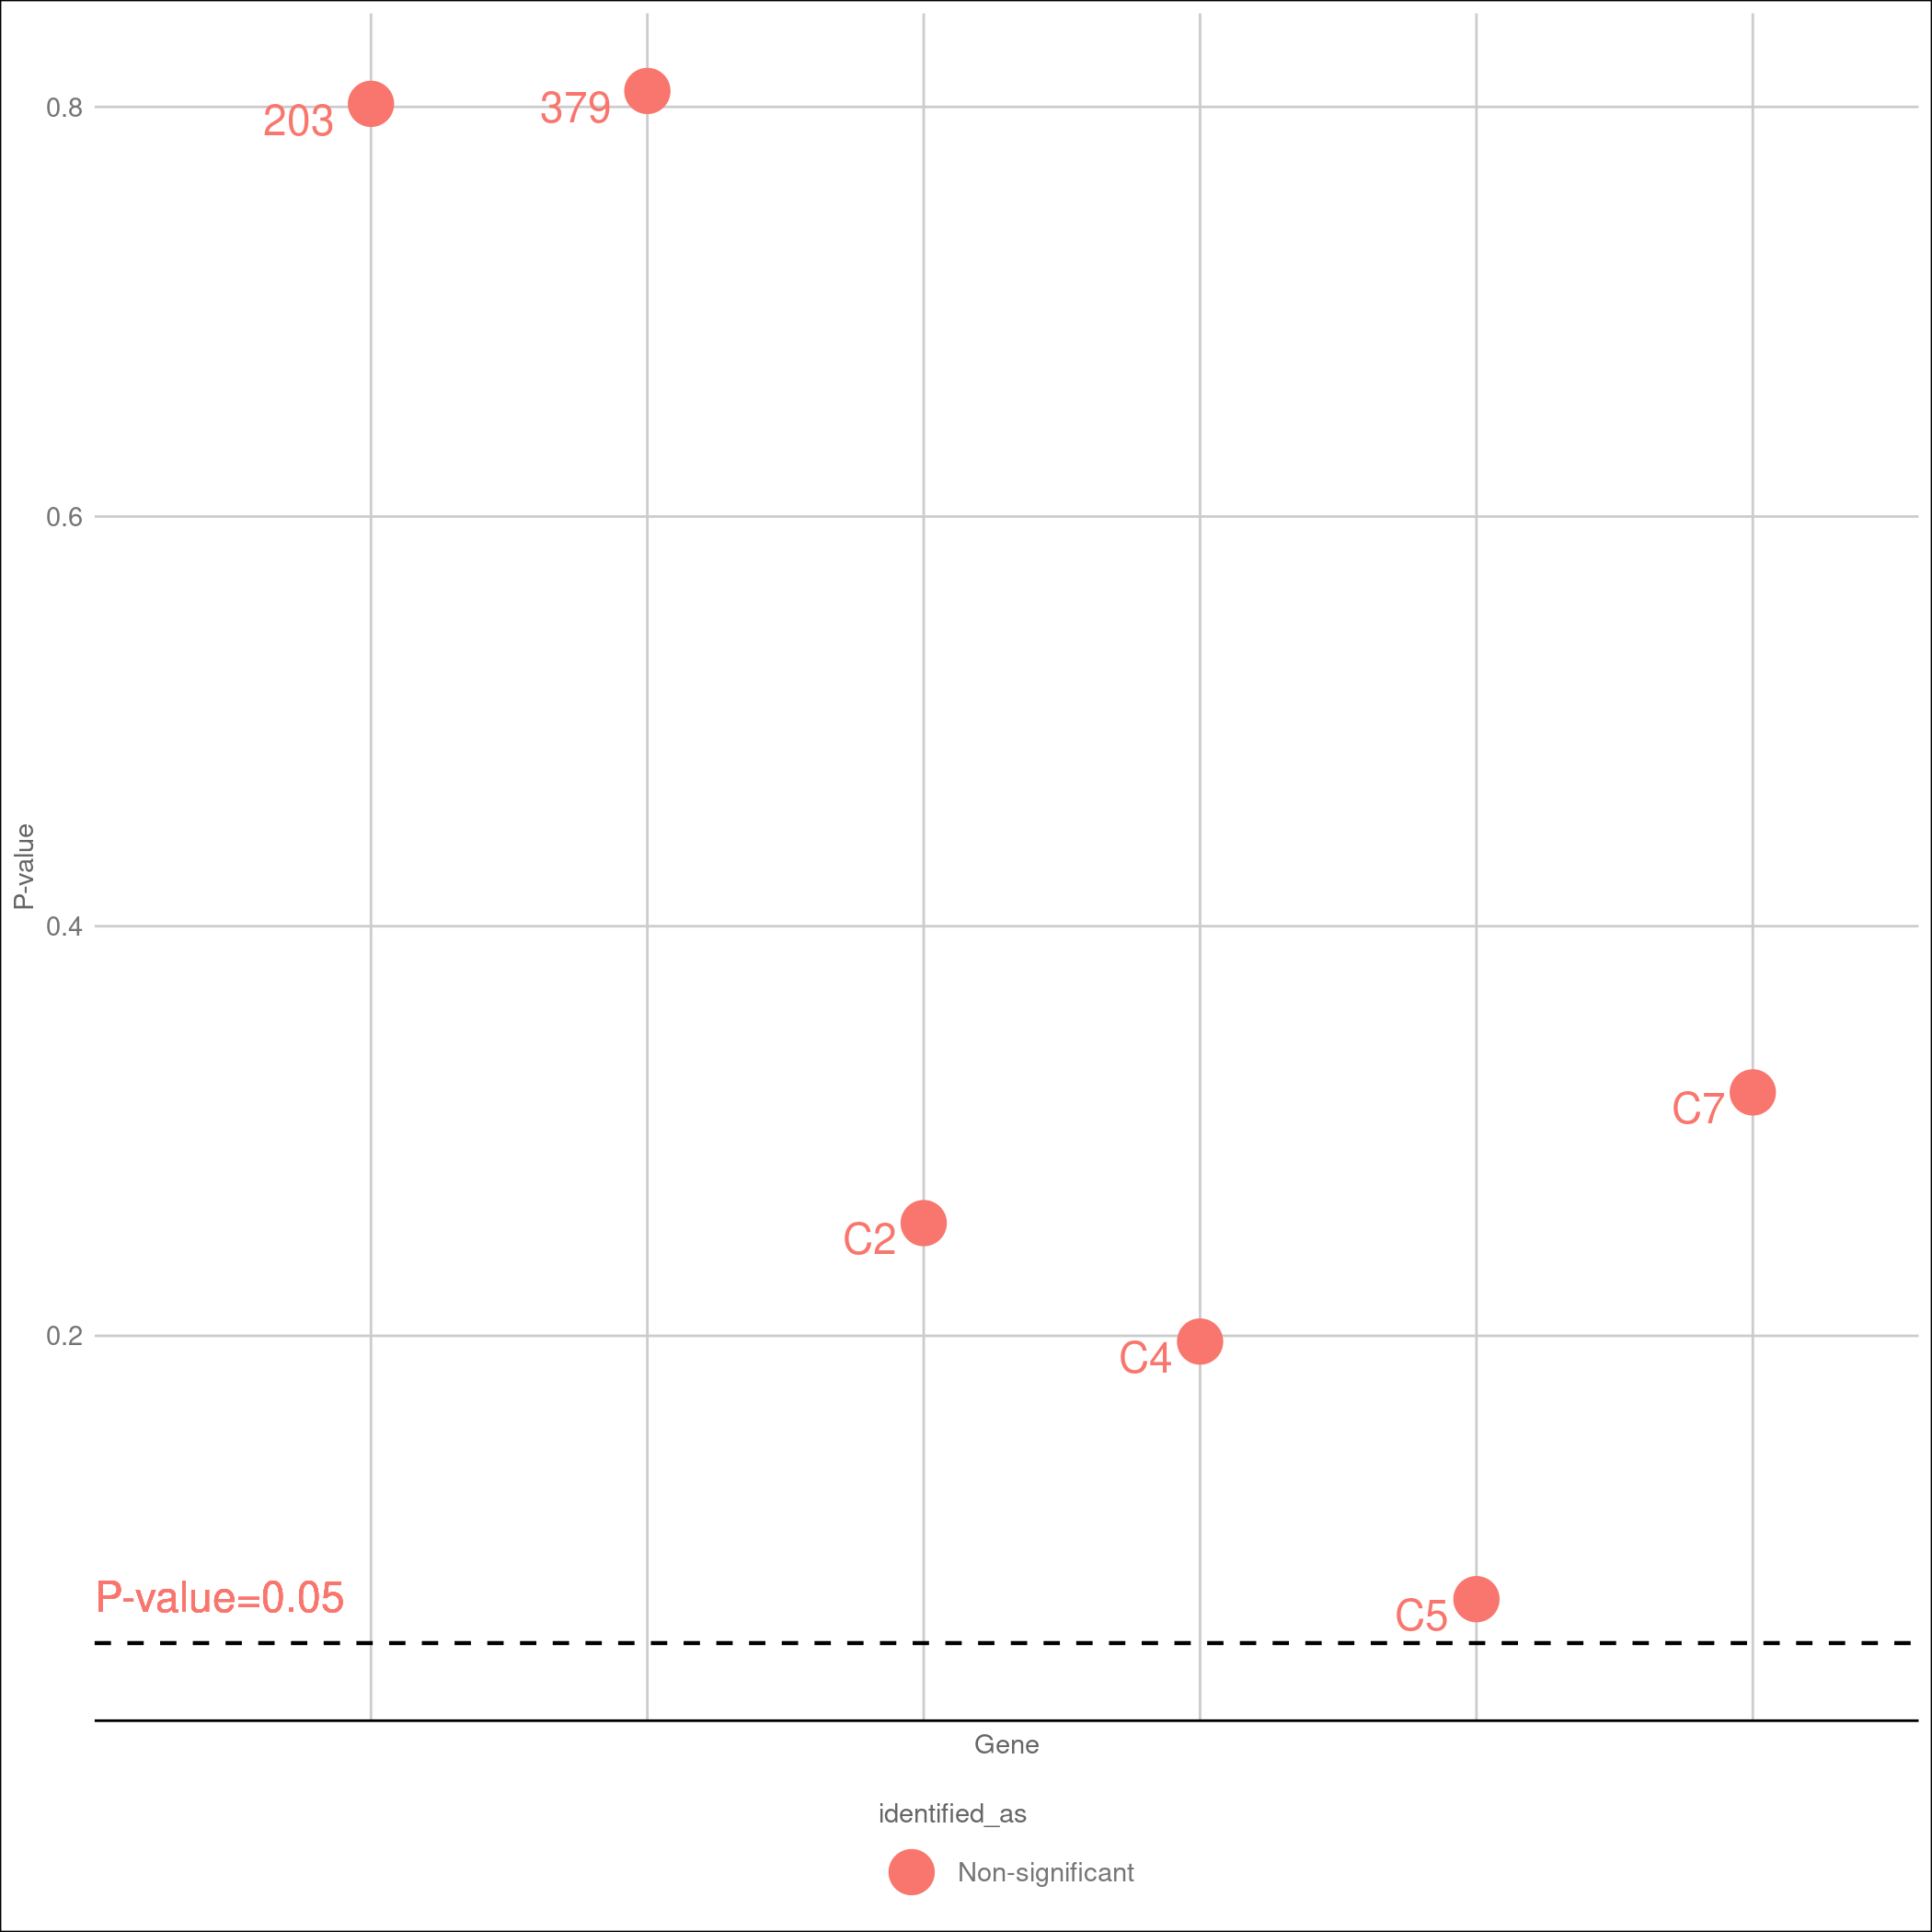 0.8
203
379
0.6
P-value
0.4
C7
C2
0.2
C4
P-value=0.05
C5
Gene
identified_as
Non-significant